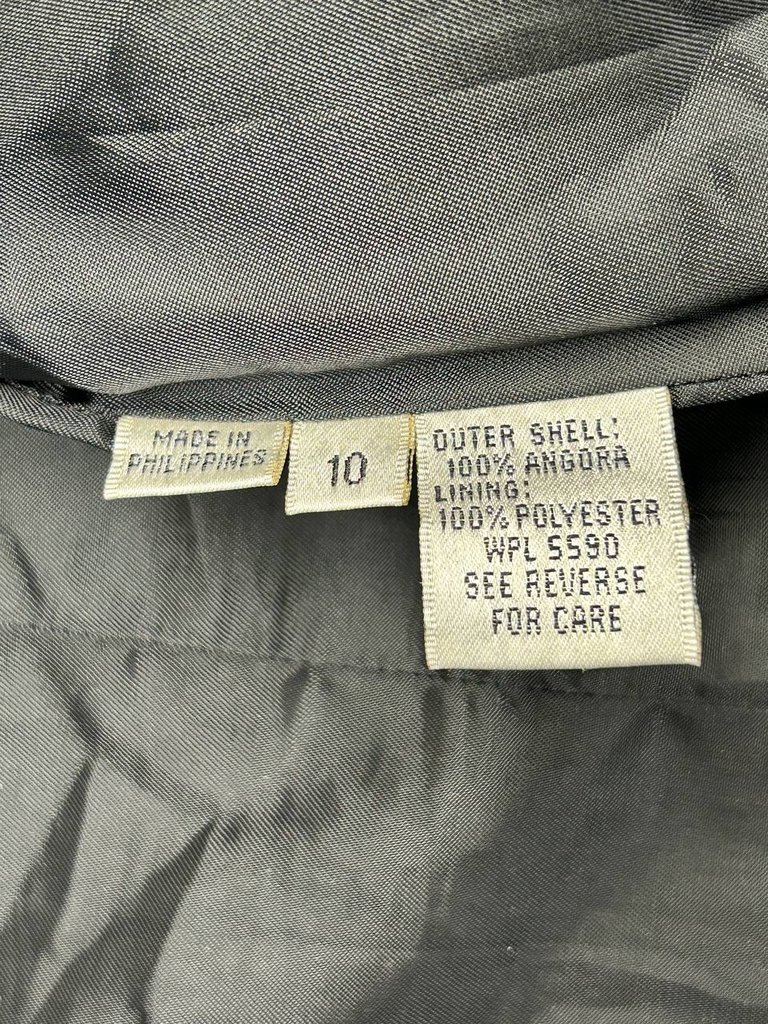 MADE IN
PHILIPPINES
10
OUTER SHELL:
100% ANGORA
LINING:
100% POLYESTER
WPL 5590
SEE REVERSE
FOR CARE